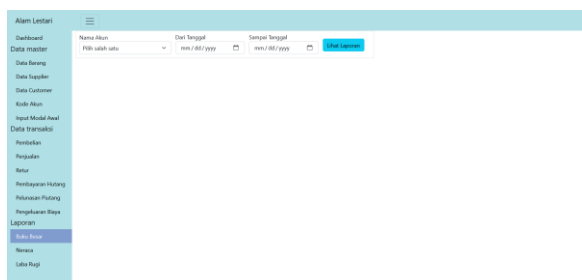 Alam Lestari
Dashboard
Data master
Data Barang
Data Supplier
Data Customer
Kode Akun
Input Modal Awal
Data transaksi
Pembelian
Penjualan
Retur
Pembayaran Hutang
Pelunasan Piutang
Pengeluaran Biaya
Laporan
Buku Besar
Neraca
Laba Rugi
Nama Akun
Pilih salah satu
Dari Tanggal
mm/dd/yyyy
Sampai Tanggal
mm/dd/yyyy
Lihat Laporan